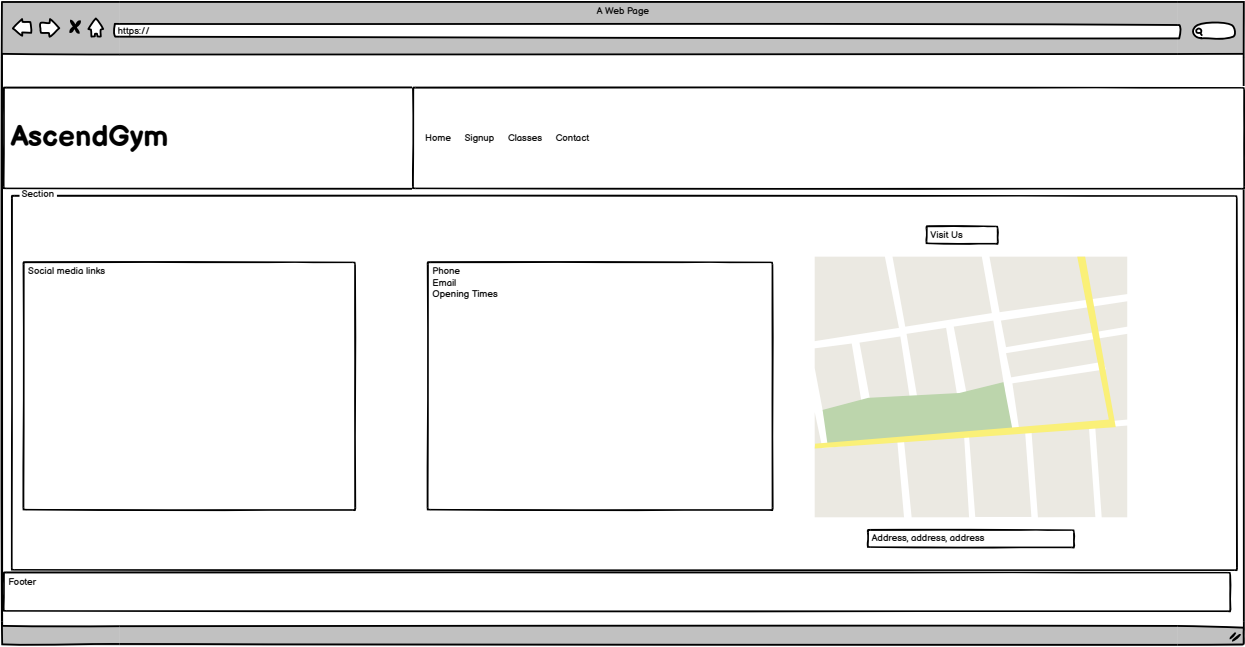 A Web Page
https://
AscendGym
Home Signup Classes Contact
Section
Social media links
Phone
Email
Opening Times
Visit Us
Address, address, address
Footer